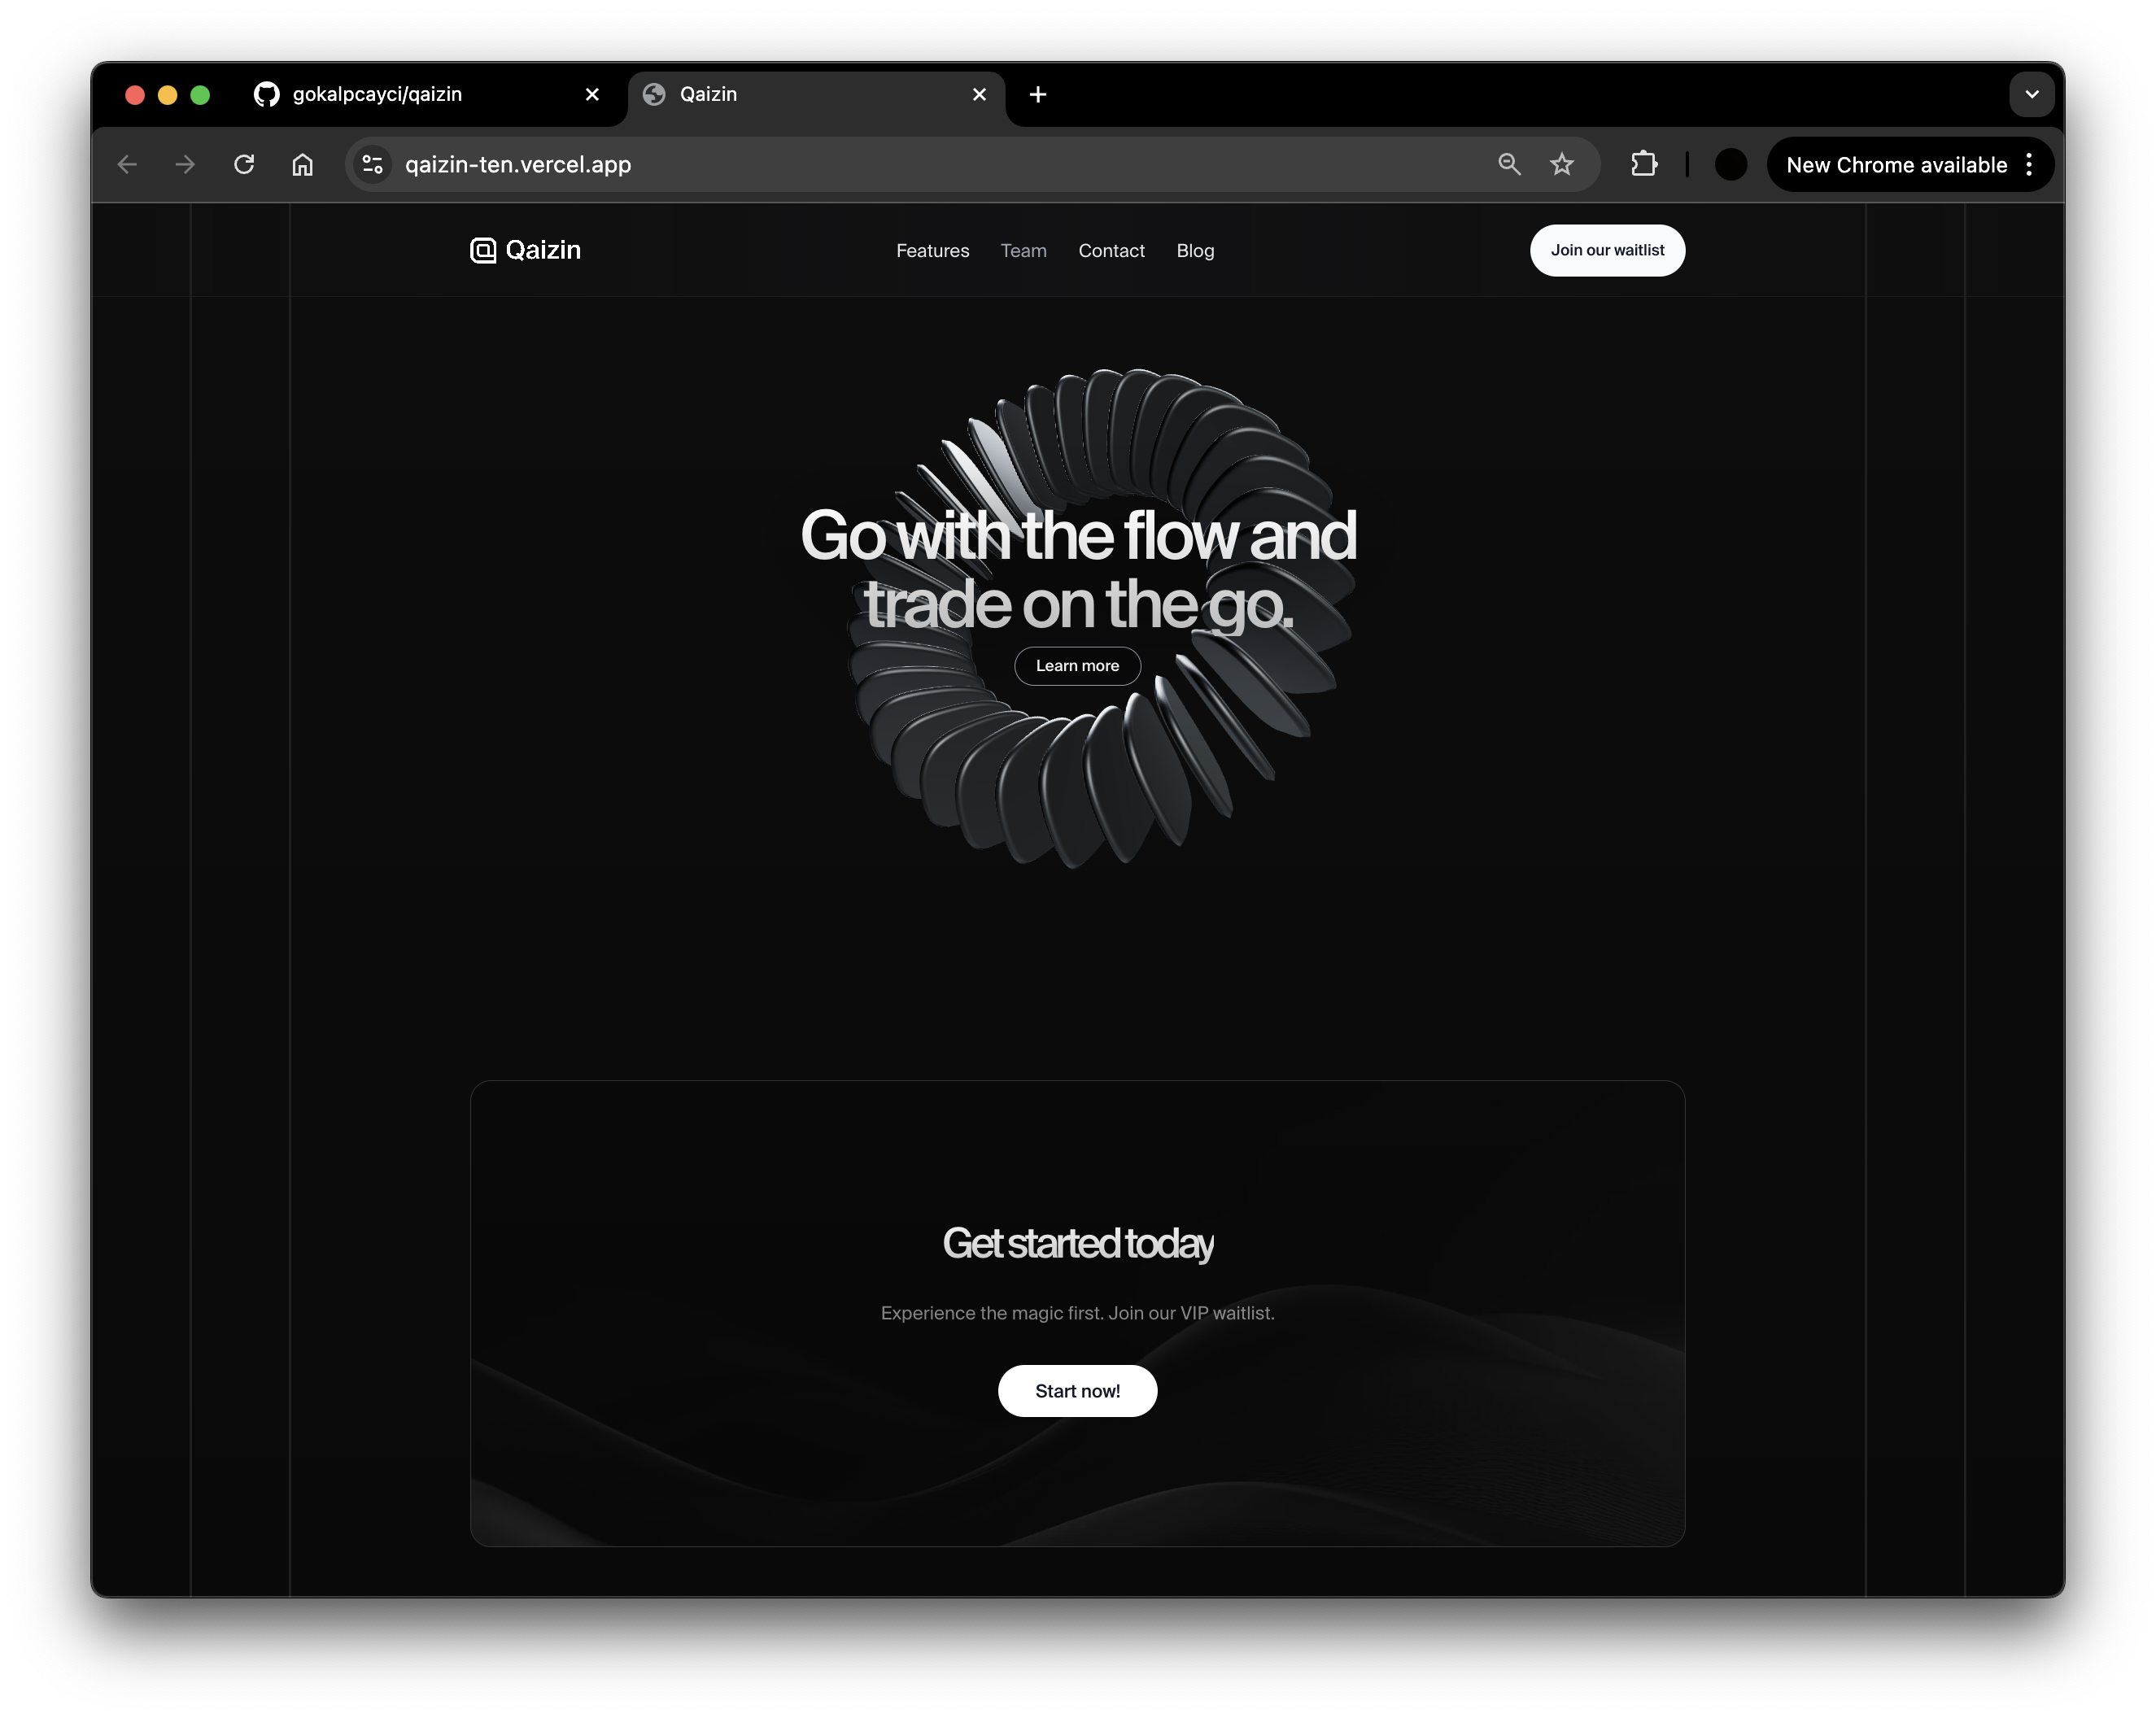 gokalpcayci/qaizin
Qaizin
qaizin-ten.vercel.app
New Chrome available
Qaizin
Features
Team
Contact
Blog
Join our waitlist
Go with the flow and
trade on the go.
Learn more
Get started today
Experience the magic first. Join our VIP waitlist.
Start now!